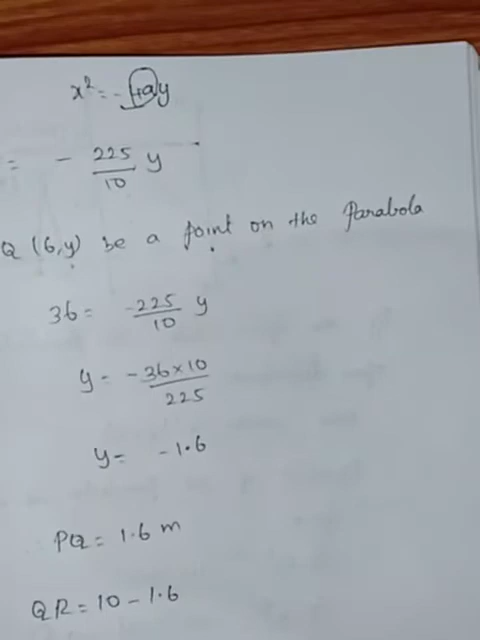 x² = -4ay
= - 225/10 y
Q (6,y) be a point on the Parabola
36 = -225/10 y
y = -36×10/225
y = -1.6
PQ = 1.6 m
QR = 10 - 1.6